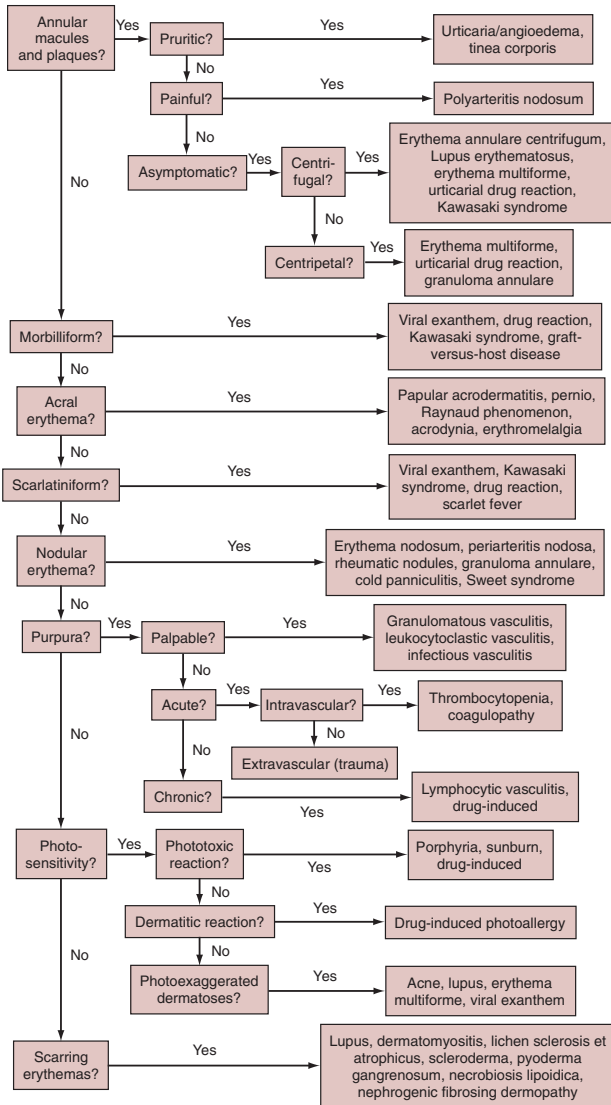 Annular
macules
and plaques?
Yes
Pruritic?
Yes
Urticaria/angioedema,
tinea corporis
No
Painful?
Yes
Polyarteritis nodosum
No
Asymptomatic?
Yes
Centri-
fugal?
Yes
Erythema annulare centrifugum,
Lupus erythematosus,
erythema multiforme,
urticarial drug reaction,
Kawasaki syndrome
No
No
Centripetal?
Yes
Erythema multiforme,
urticarial drug reaction,
granuloma annulare
Morbilliform?
Yes
Viral exanthem, drug reaction,
Kawasaki syndrome, graft-
versus-host disease
No
Acral
erythema?
Yes
Papular acrodermatitis, pernio,
Raynaud phenomenon,
acrodynia, erythromelalgia
No
Scarlatiniform?
Yes
Viral exanthem, Kawasaki
syndrome, drug reaction,
scarlet fever
No
Nodular
erythema?
Yes
Erythema nodosum, periarteritis nodosa,
rheumatic nodules, granuloma annulare,
cold panniculitis, Sweet syndrome
No
Purpura?
Yes
Palpable?
Yes
Granulomatous vasculitis,
leukocytoclastic vasculitis,
infectious vasculitis
No
Acute?
Yes
Intravascular?
Yes
Thrombocytopenia,
coagulopathy
No
No
No
Extravascular (trauma)
Chronic?
Yes
Lymphocytic vasculitis,
drug-induced
Photo-
sensitivity?
Yes
Phototoxic
reaction?
Yes
Porphyria, sunburn,
drug-induced
No
Dermatitic reaction?
Yes
Drug-induced photoallergy
No
No
Photoexaggerated
dermatoses?
Yes
Acne, lupus, erythema
multiforme, viral exanthem
Scarring
erythemas?
Yes
Lupus, dermatomyositis, lichen sclerosis et
atrophicus, scleroderma, pyoderma
gangrenosum, necrobiosis lipoidica,
nephrogenic fibrosing dermopathy